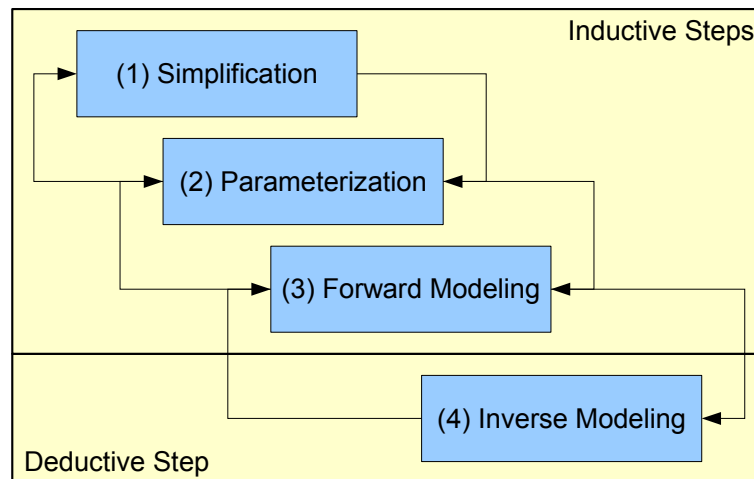 Inductive Steps
(1) Simplification
(2) Parameterization
(3) Forward Modeling
(4) Inverse Modeling
Deductive Step